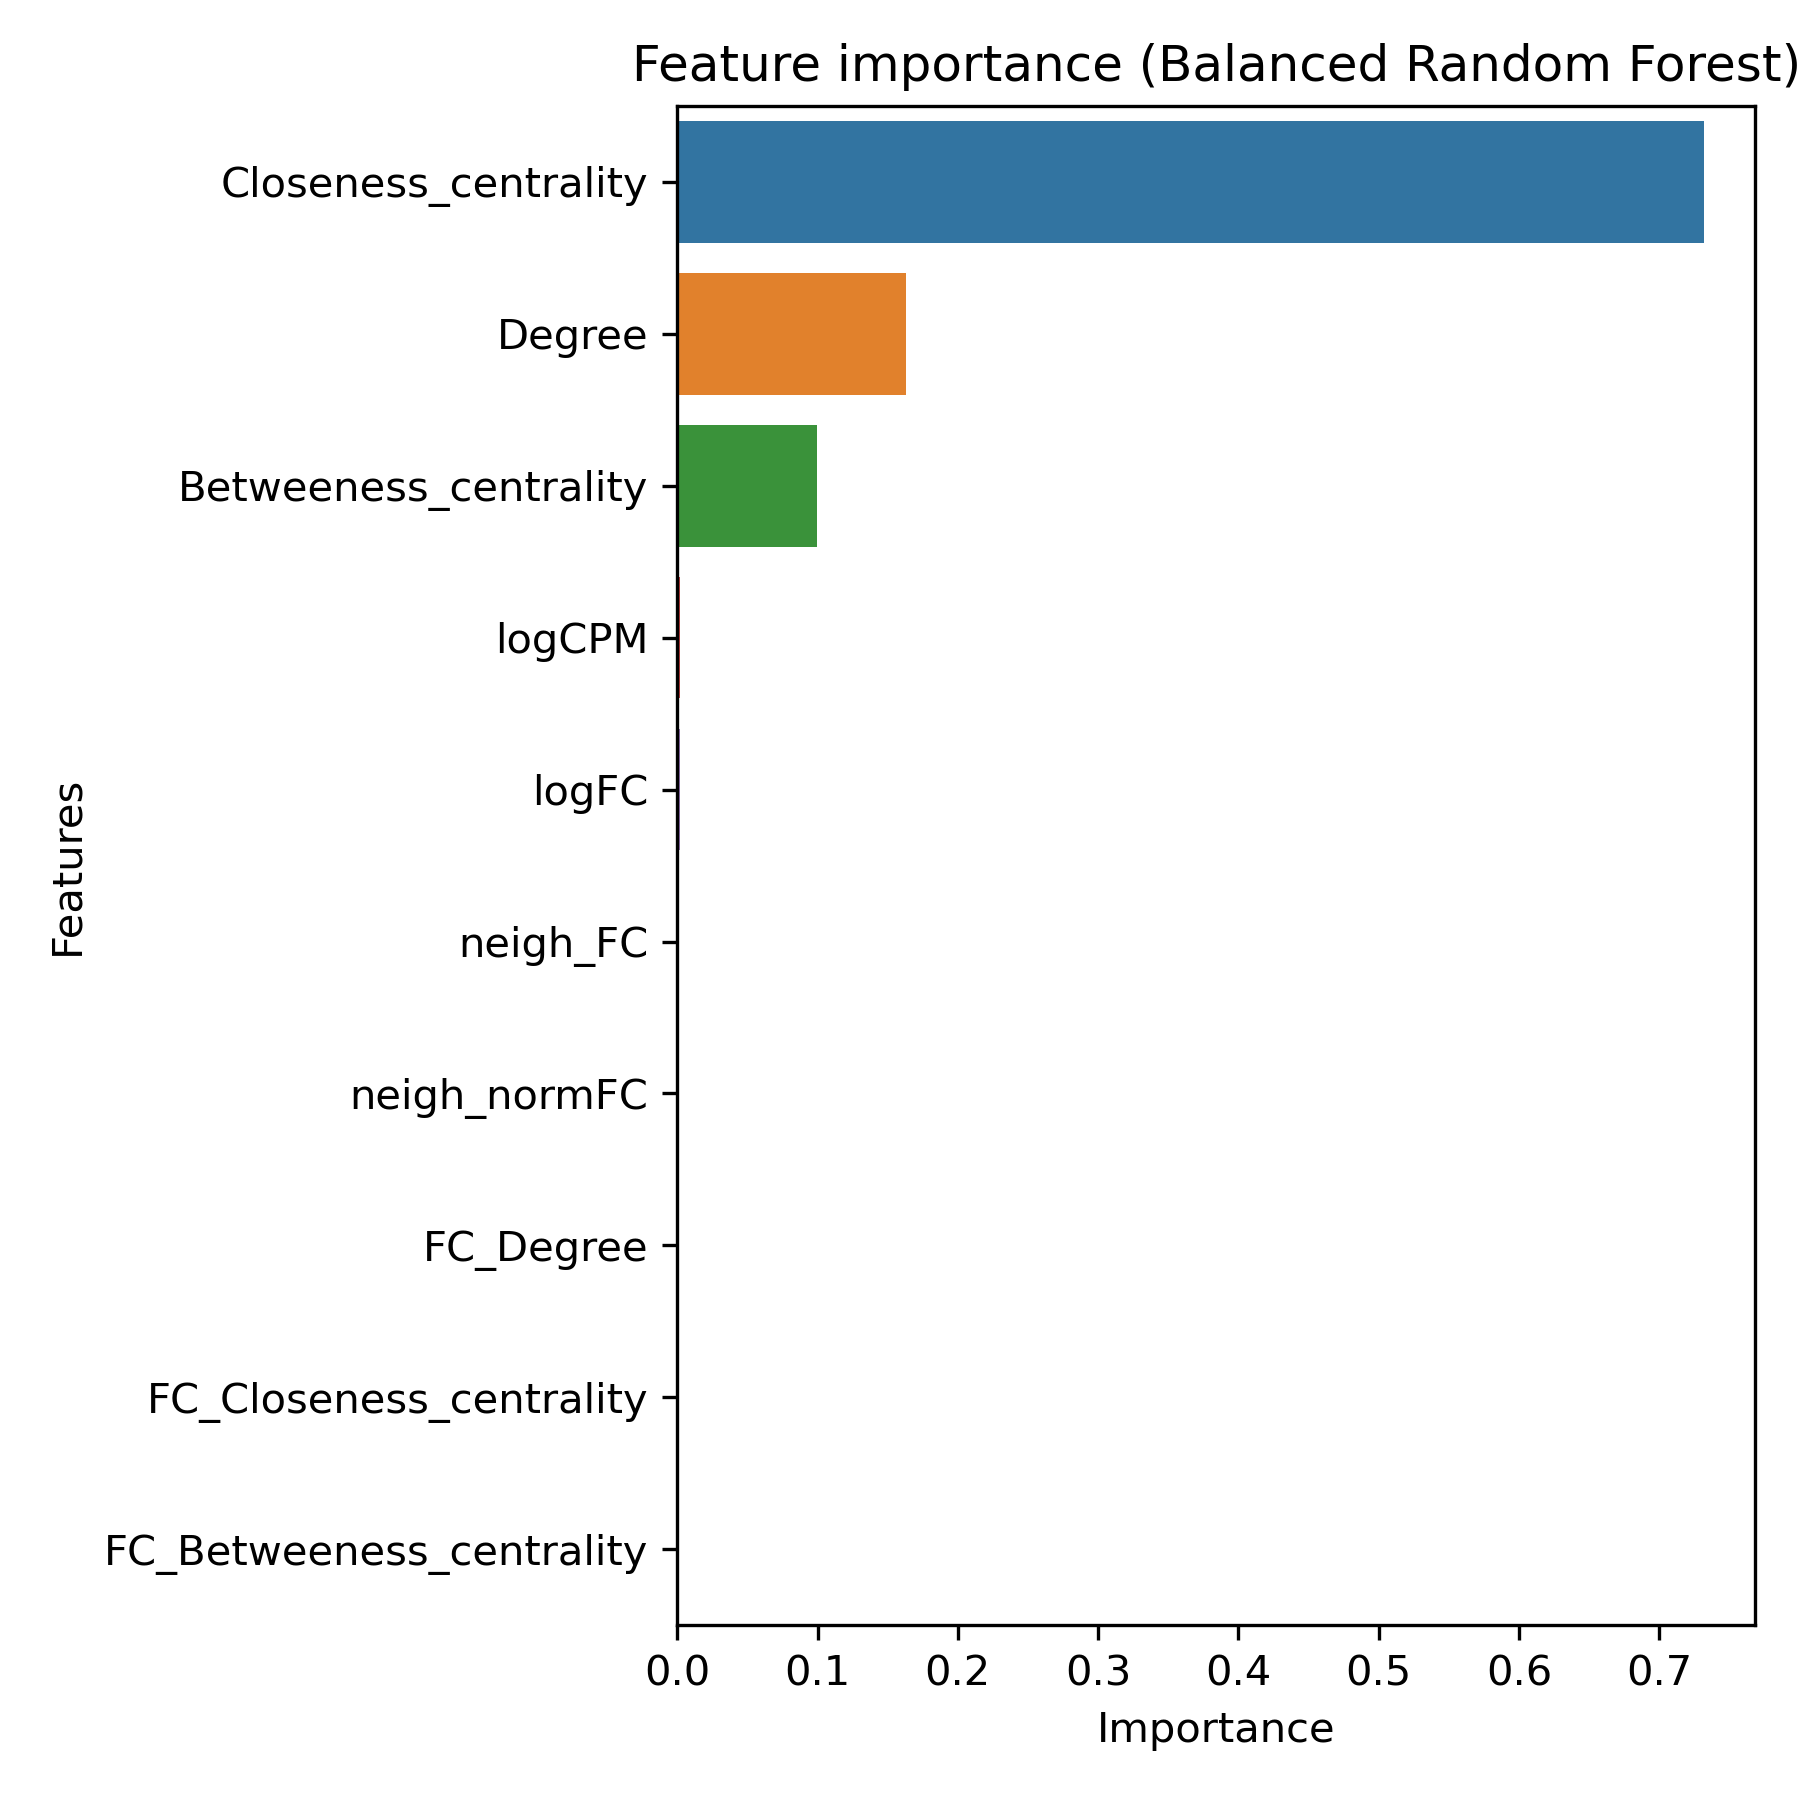 Feature importance (Balanced Random Forest)
Closeness_centrality
Degree
Betweeness_centrality
logCPM
logFC
neigh_FC
neigh_normFC
FC_Degree
FC_Closeness_centrality
FC_Betweeness_centrality
Features
0.0 0.1 0.2 0.3 0.4 0.5 0.6 0.7
Importance